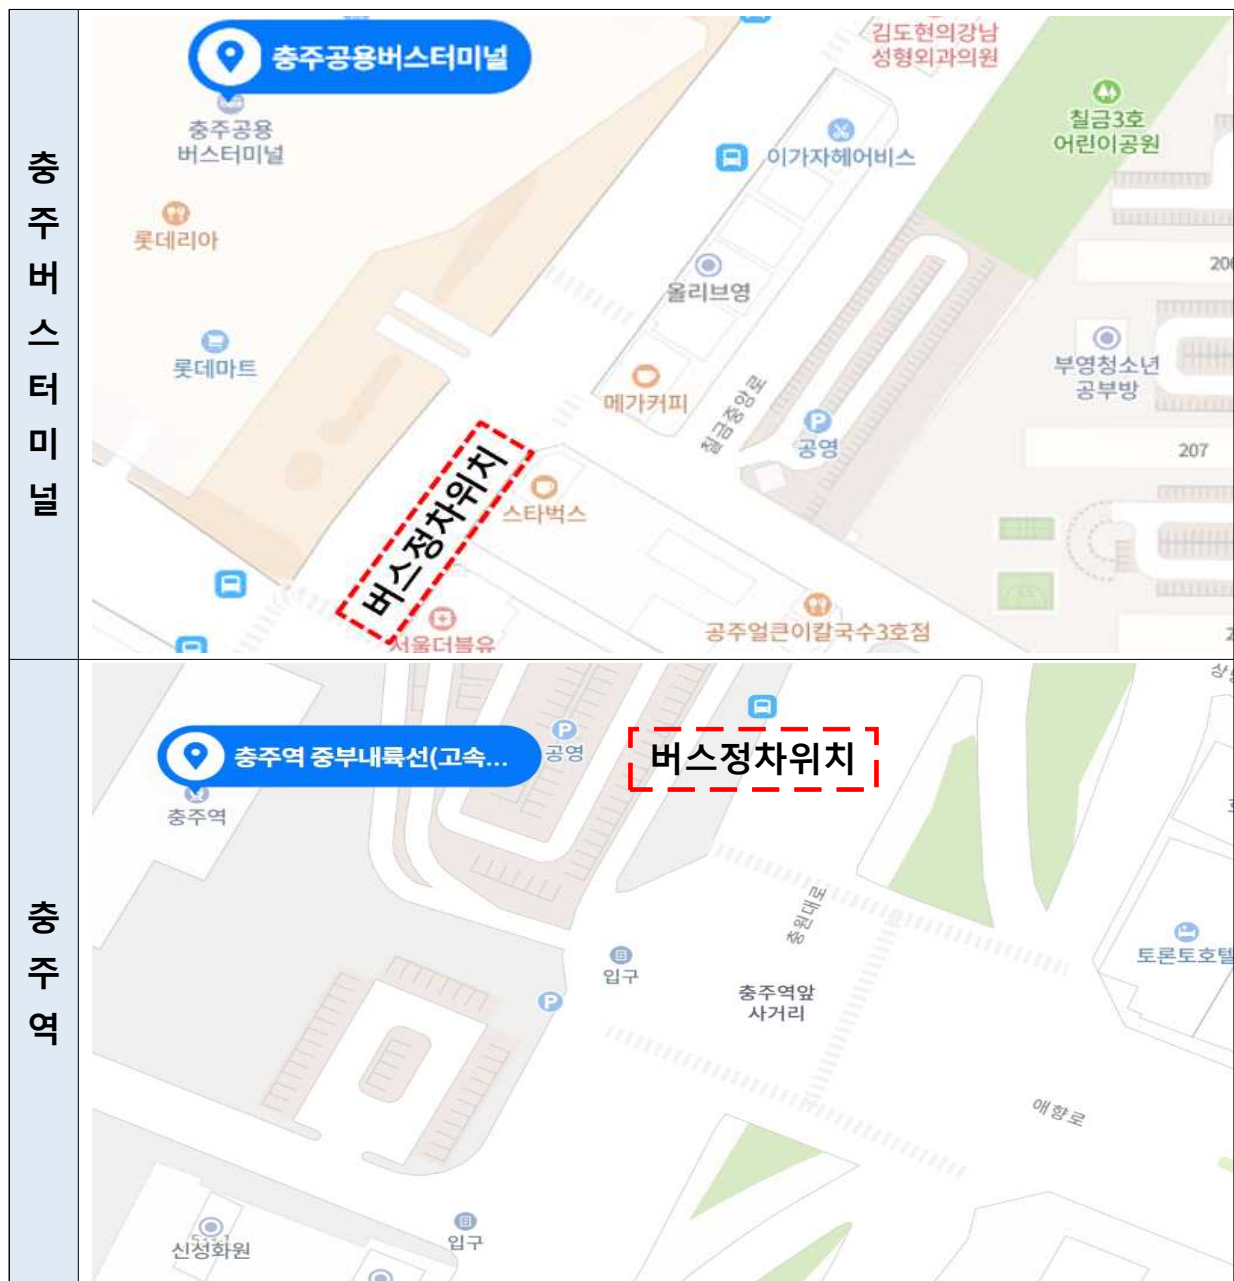 충
주
버
스
터
미
널
충주공용버스터미널
충주공용
버스터미널
롯데리아
롯데마트
김도현의강남
성형외과의원
이가자헤어비스
칠금3호
어린이공원
올리브영
메가커피
칠금중앙로
공영
부영청소년
공부방
207
버스정차위치
스타벅스
서울더블유
공주얼큰이칼국수3호점
충
주
역
충주역 중부내륙선(고속...
충주역
공영
버스정차위치
충원대로
입구
충주역앞
사거리
토론토호텔
애향로
신성화원
입구